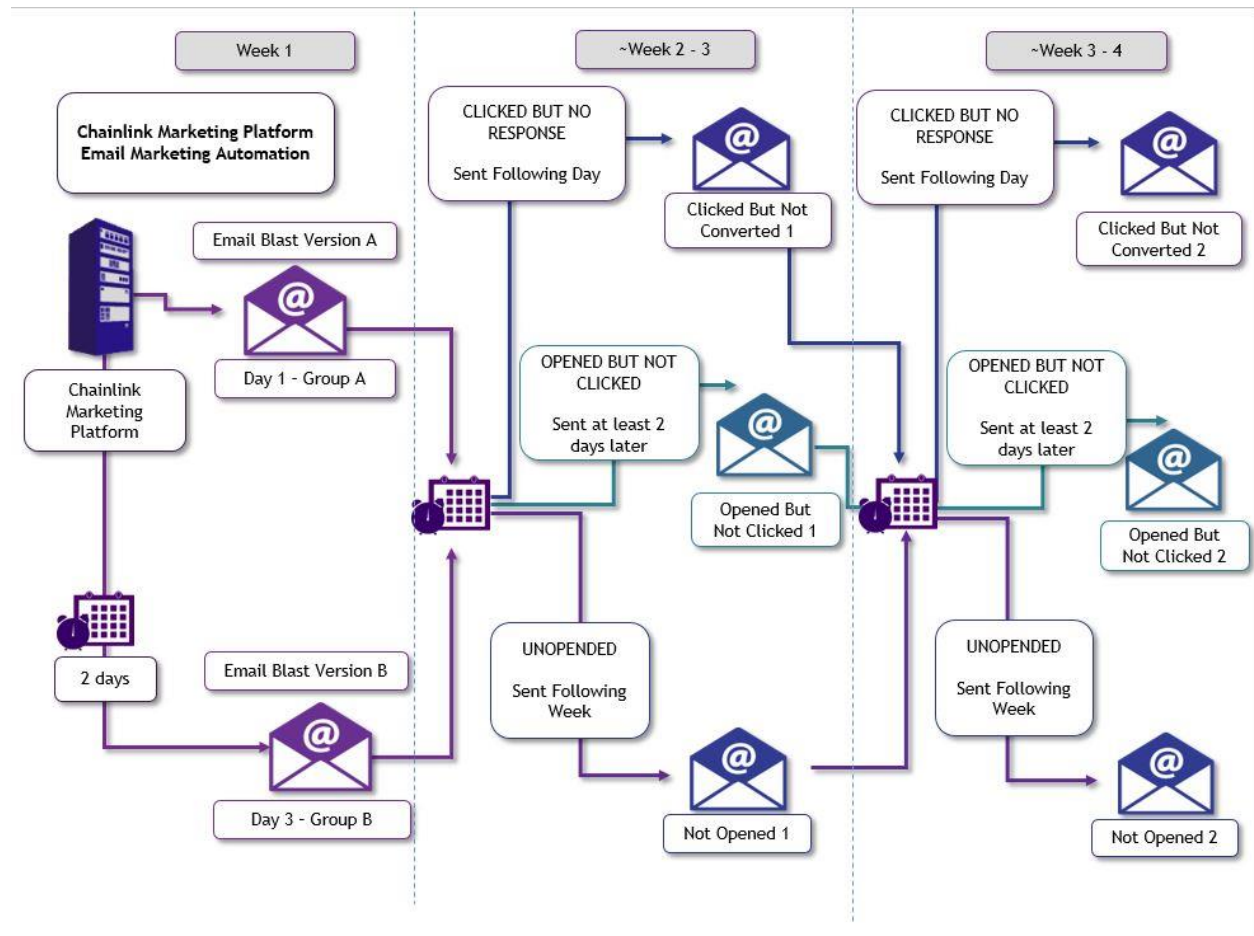 Week 1
Chainlink Marketing Platform
Email Marketing Automation
Email Blast Version A
@
Day 1 – Group A
Chainlink
Marketing
Platform
2 days
Email Blast Version B
@
Day 3 – Group B
~Week 2 - 3
CLICKED BUT NO
RESPONSE
Sent Following Day
@
Clicked But Not
Converted 1
OPENED BUT NOT
CLICKED
Sent at least 2
days later
@
Opened But
Not Clicked 1
UNOPENDED
Sent Following
Week
@
Not Opened 1
~Week 3 - 4
CLICKED BUT NO
RESPONSE
Sent Following Day
@
Clicked But Not
Converted 2
OPENED BUT NOT
CLICKED
Sent at least 2
days later
@
Opened But
Not Clicked 2
UNOPENDED
Sent Following
Week
@
Not Opened 2